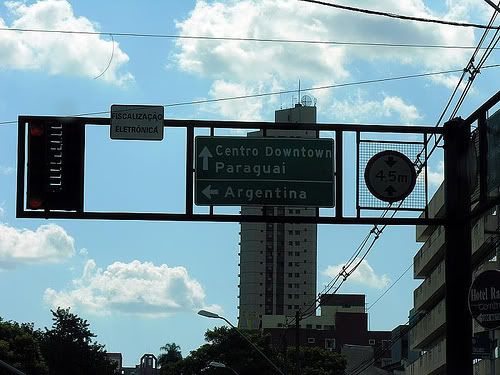 FISCALIZAÇÃO
ELETRÔNICA
Centro Downtown
Paraguai
Argentina
4.5m
Hotel